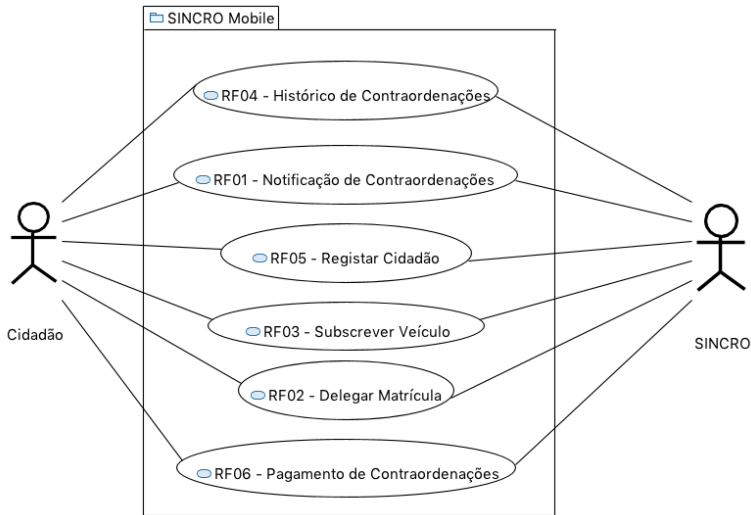 SINCRO Mobile
RF04 - Histórico de Contraordenações
RF01 - Notificação de Contraordenações
RF05 - Registar Cidadão
Cidadão
RF03 - Subscrever Veículo
SINCRO
RF02 - Delegar Matrícula
RF06 - Pagamento de Contraordenações